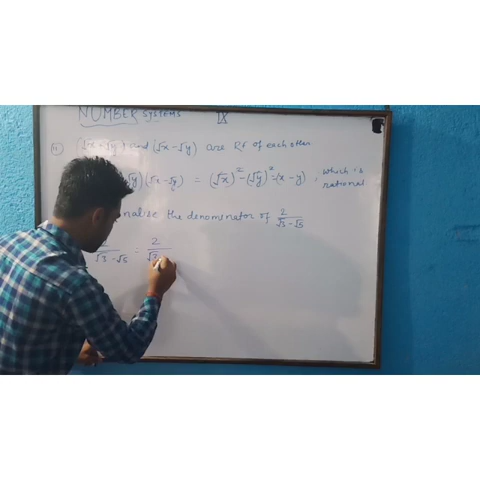 NUMBER SYSTEMS IX
11) (√x + √y) and (√x - √y) are RF of each other
√y) (√x - √y) = (√x)² - (√y)² = (x - y) , which is rational
nalise the denominator of 2/(√3 - √5)
2/(√3 - √5) = 2/√3